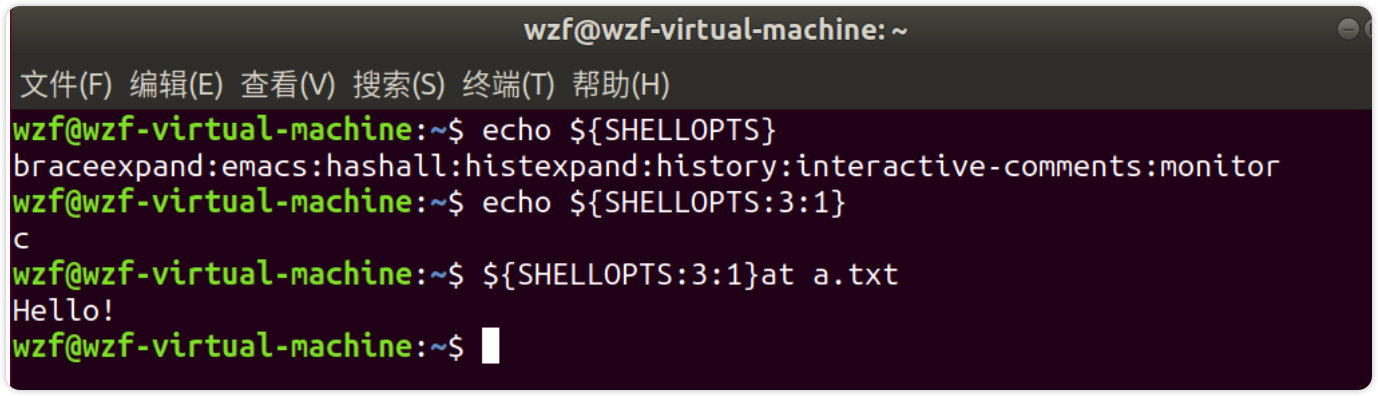 wzf@wzf-virtual-machine: ~
文件(F) 编辑(E) 查看(V) 搜索(S) 终端(T) 帮助(H)
wzf@wzf-virtual-machine:~$ echo ${SHELLOPTS}
braceexpand:emacs:hashall:histexpand:history:interactive-comments:monitor
wzf@wzf-virtual-machine:~$ echo ${SHELLOPTS:3:1}
c
wzf@wzf-virtual-machine:~$ ${SHELLOPTS:3:1}at a.txt
Hello!
wzf@wzf-virtual-machine:~$